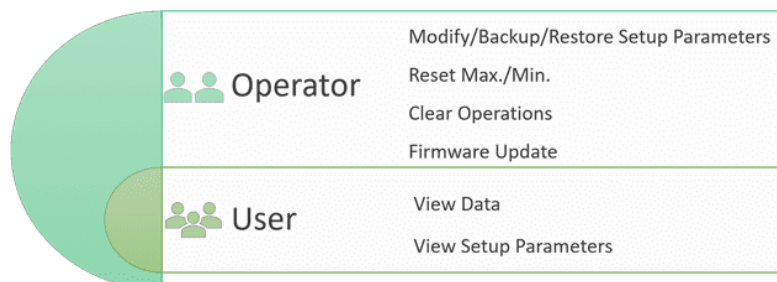 Operator
Modify/Backup/Restore Setup Parameters
Reset Max./Min.
Clear Operations
Firmware Update
User
View Data
View Setup Parameters